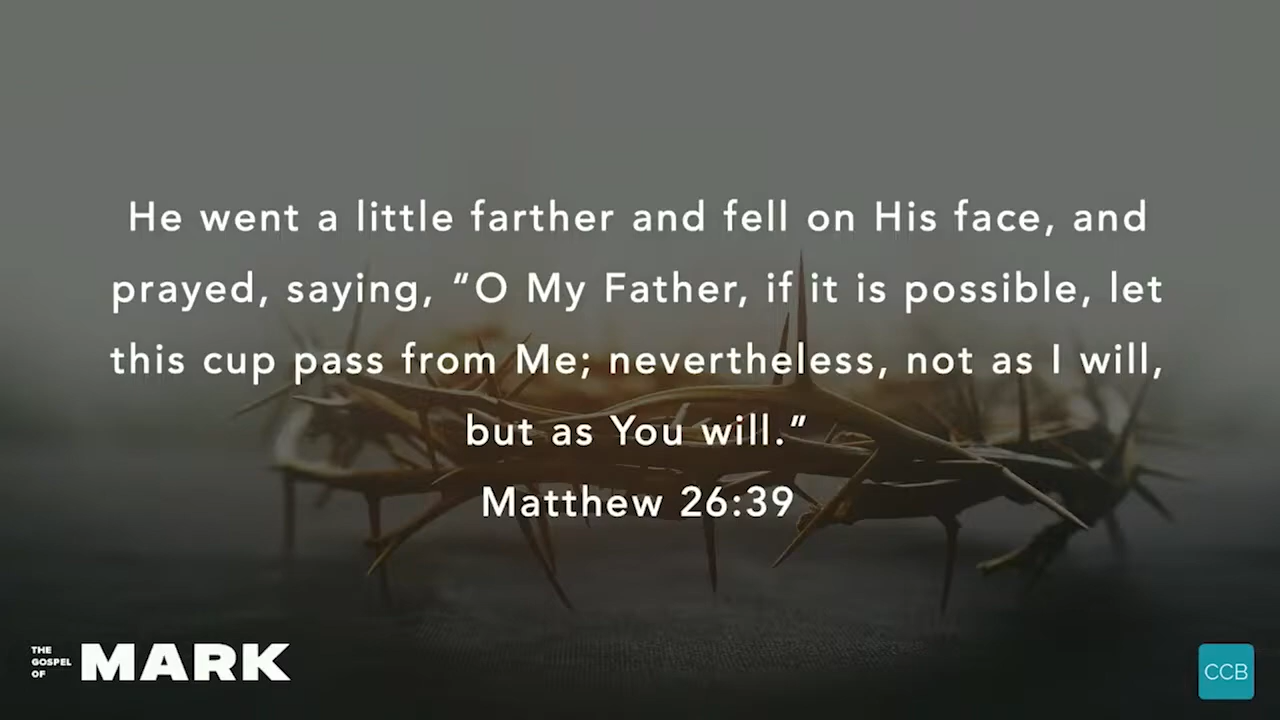 He went a little farther and fell on His face, and
prayed, saying, “O My Father, if it is possible, let
this cup pass from Me; nevertheless, not as I will,
but as You will.”
Matthew 26:39
THE
GOSPEL
OF
MARK
CCB